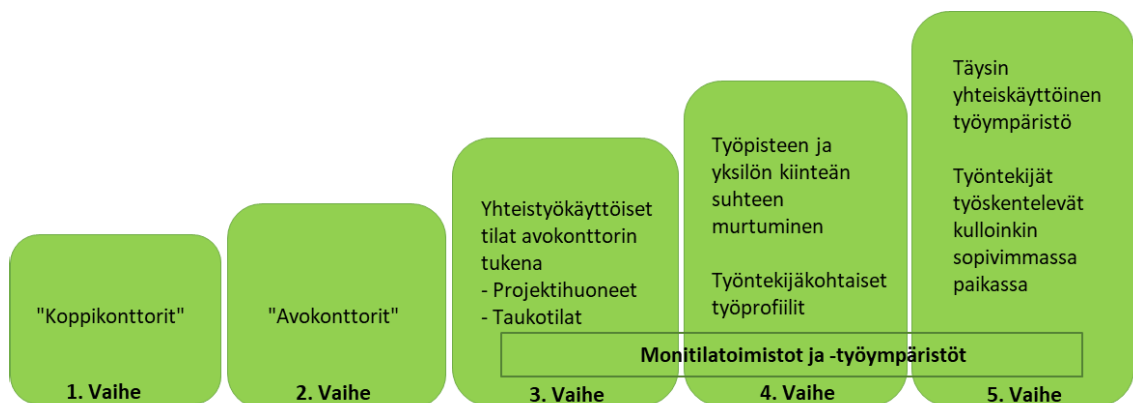 "Koppikonttorit"
1. Vaihe
"Avokonttorit"
2. Vaihe
Yhteistyökäyttöiset
tilat avokonttorin
tukena
- Projektihuoneet
- Taukotilat
3. Vaihe
Työpisteen ja
yksilön kiinteän
suhteen
murtuminen
Työntekijäkohtaiset
työprofiilit
4. Vaihe
Täysin
yhteiskäyttöinen
työympäristö
Työntekijät
työskentelevät
kulloinkin
sopivimmassa
paikassa
5. Vaihe
Monitilatoimistot ja -työympäristöt